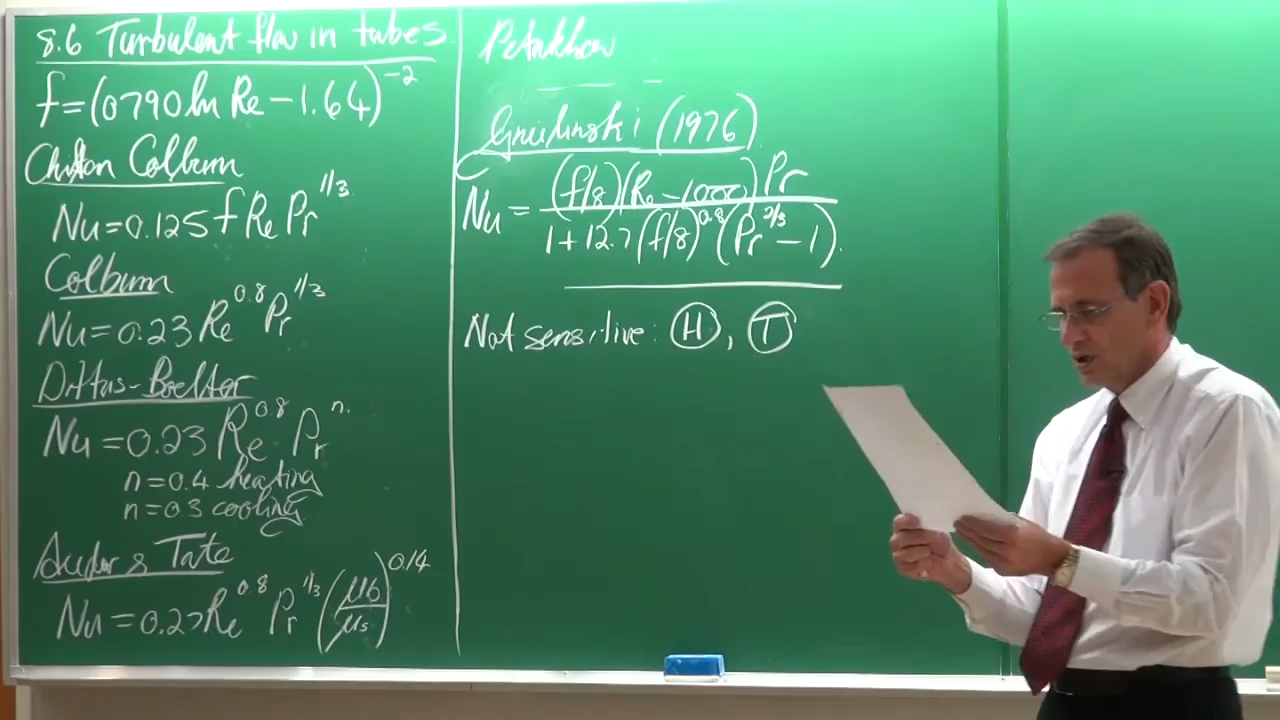 8.6 Turbulent flow in tubes
f=(0790 ln Re - 1.64)⁻²
Chilton Colburn
Nu=0.125 f Re Pr^1/3
Colburn
Nu=0.23 Re^0.8 Pr^1/3
Dittus-Boelter
Nu=0.23 Re^0.8 Pr^n.
n=0.4 heating
n=0.3 cooling
& Tate
Nu=0.27 Re^0.8 Pr^1/3 (μb/μs)^0.14
Petukhov
Gnielinski (1976)
Nu = (f/8)(Re-1000)Pr / 1+12.7(f/8)^0.8 (Pr^2/3 - 1).
Not sensitive: H, T